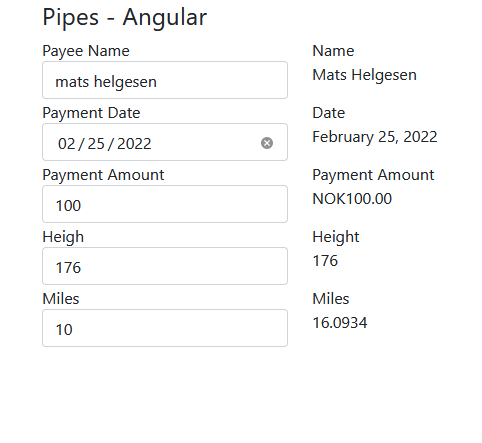 Pipes - Angular
Payee Name
Name
mats helgesen
Mats Helgesen
Payment Date
Date
02/25/2022
February 25, 2022
Payment Amount
Payment Amount
100
NOK100.00
Heigh
Height
176
176
Miles
Miles
10
16.0934